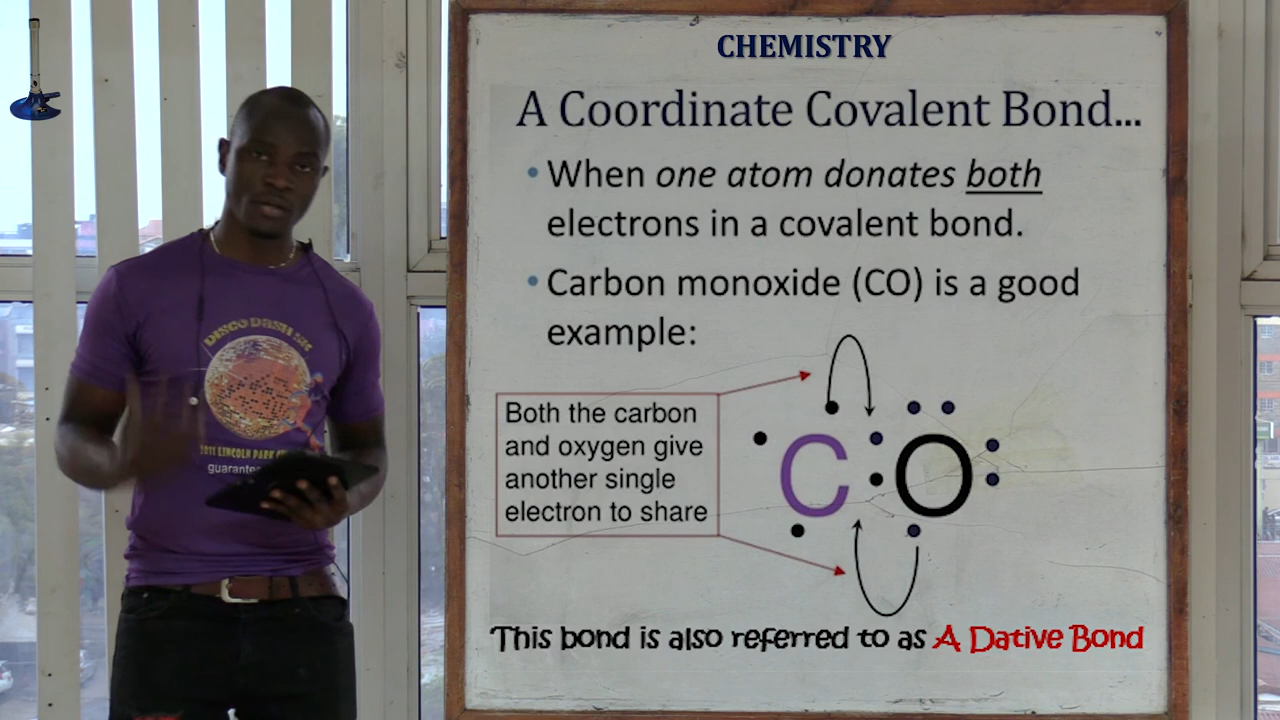 CHEMISTRY
A Coordinate Covalent Bond...
• When one atom donates both
electrons in a covalent bond.
• Carbon monoxide (CO) is a good
example:
Both the carbon
and oxygen give
another single
electron to share
C O
This bond is also referred to as A Dative Bond
DISCO DASH 5K
2011 LINCOLN PARK